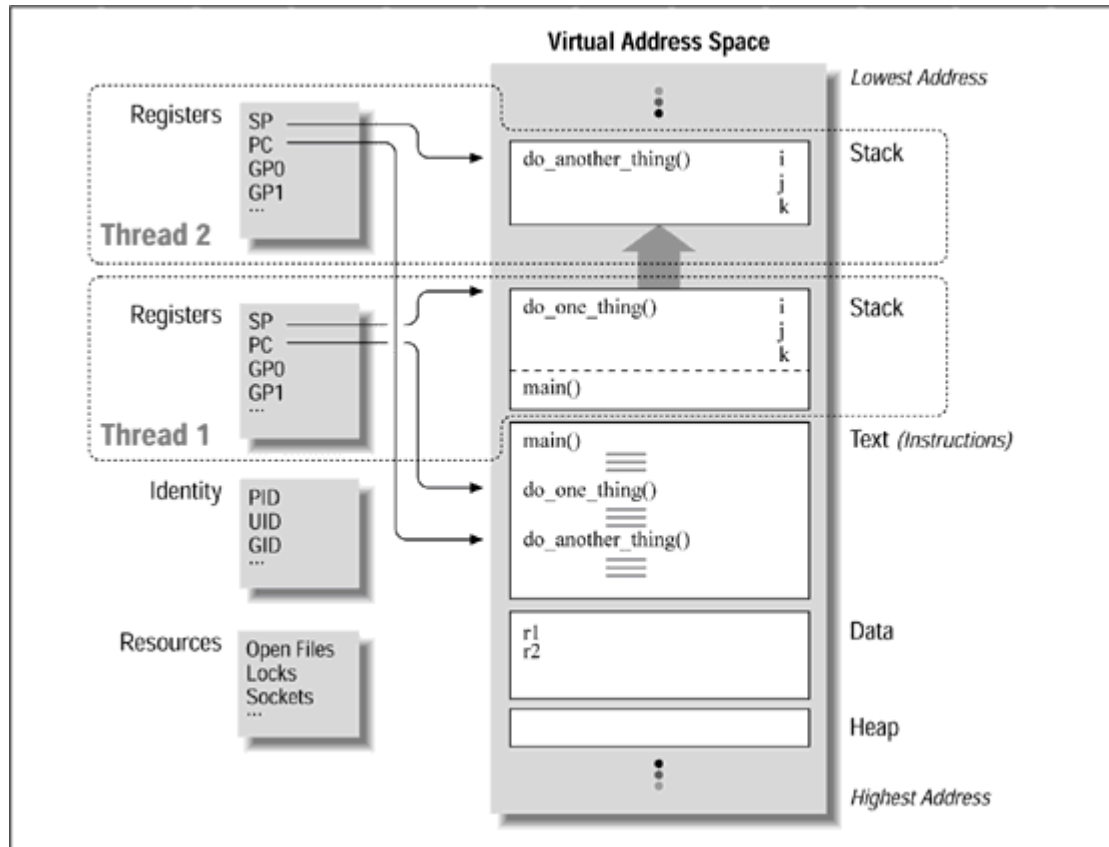 Virtual Address Space
Lowest Address
Registers
SP
PC
GP0
GP1
...
Thread 2
do_another_thing()
i
j
k
Stack
Registers
SP
PC
GP0
GP1
...
Thread 1
do_one_thing()
i
j
k
main()
Stack
Identity
PID
UID
GID
...
main()
do_one_thing()
do_another_thing()
Text (Instructions)
Resources
Open Files
Locks
Sockets
...
r1
r2
Data
Heap
Highest Address